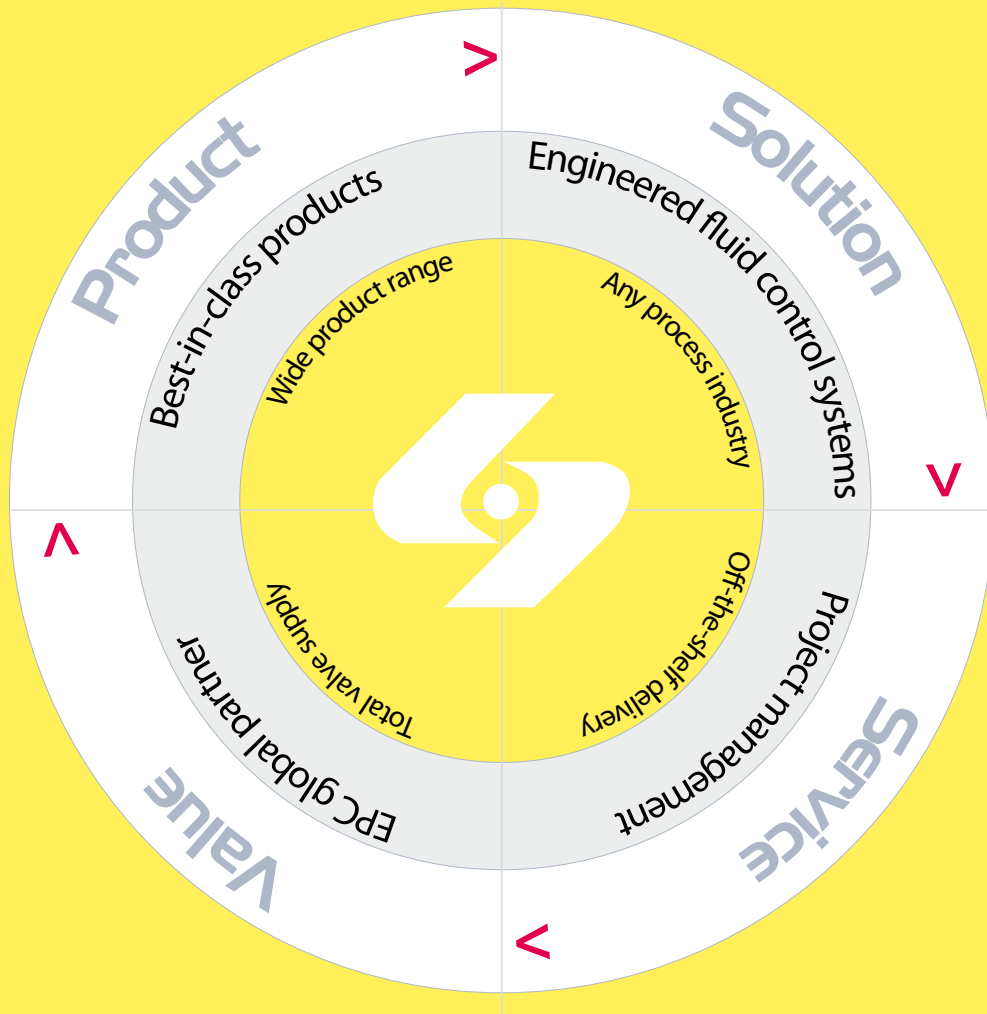 Product
Best-in-class products
Wide product range
>
Solution
Engineered fluid control systems
Any process industry
>
Service
Project management
Off-the-shelf delivery
>
Value
EPC global partner
Total valve supply
>